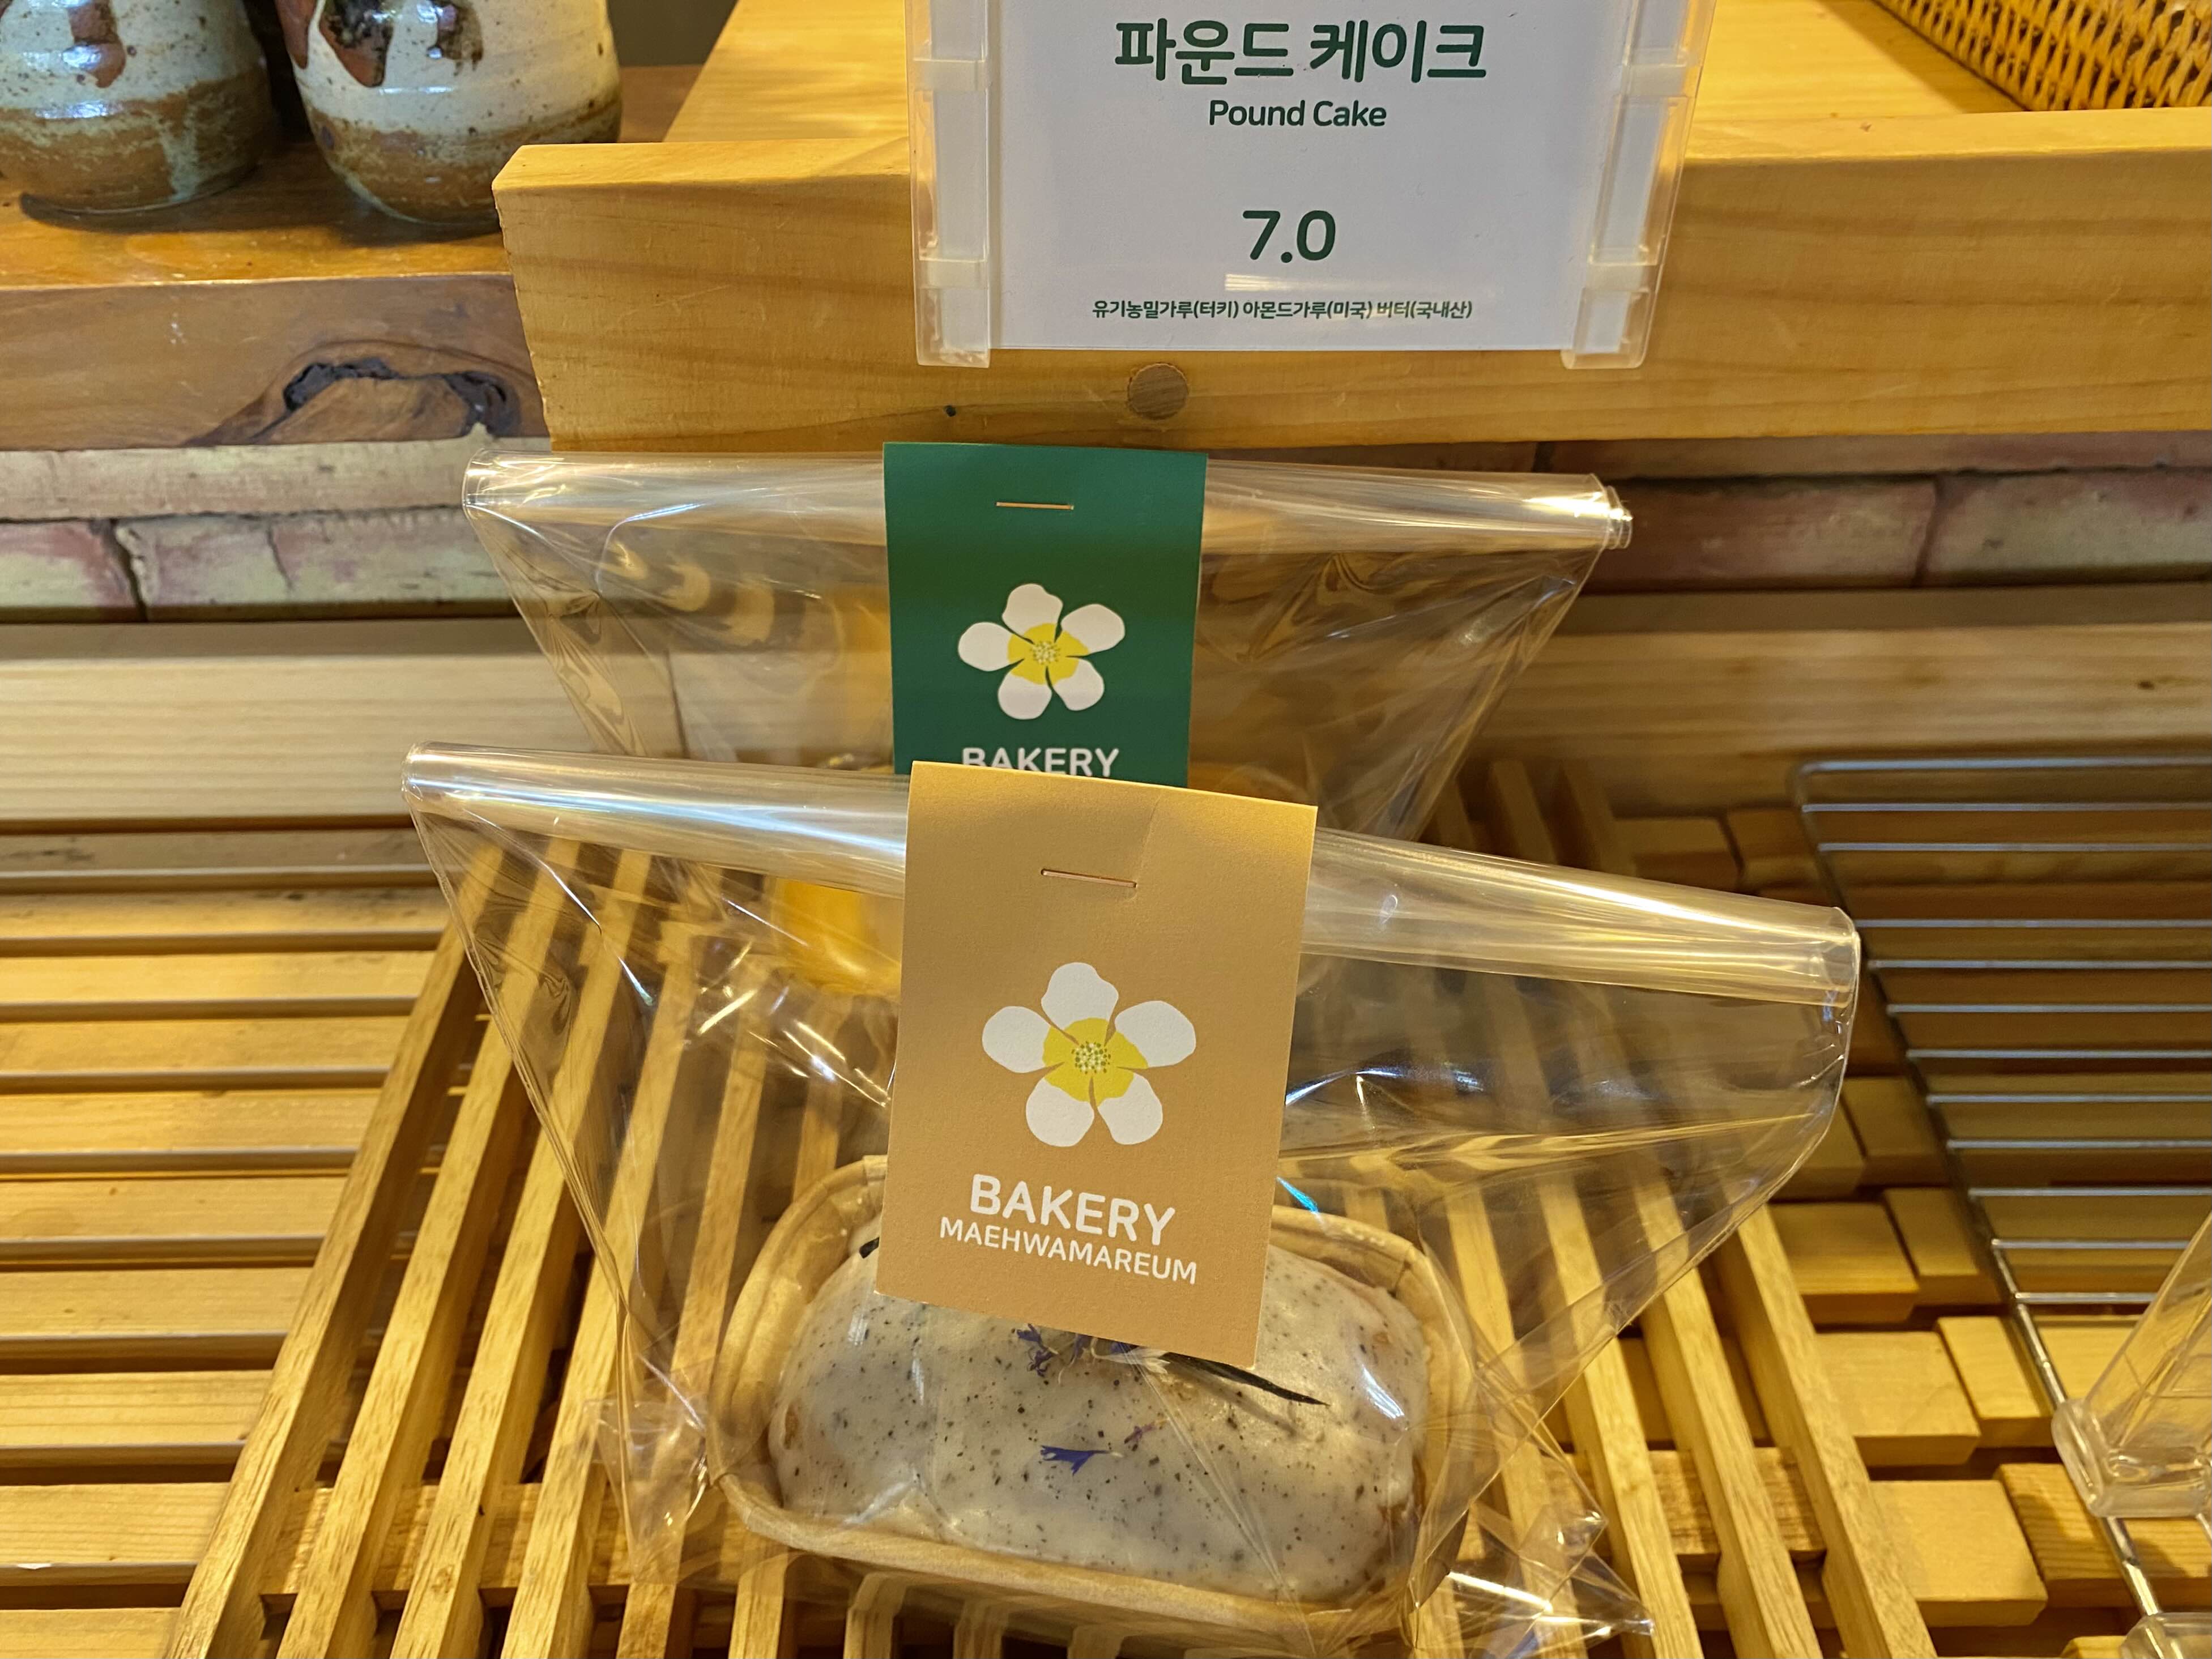 파운드 케이크
Pound Cake
7.0
유기농밀가루(터키) 아몬드가루(미국) 버터(국내산)
BAKERY
BAKERY
MAEHWAMAREUM